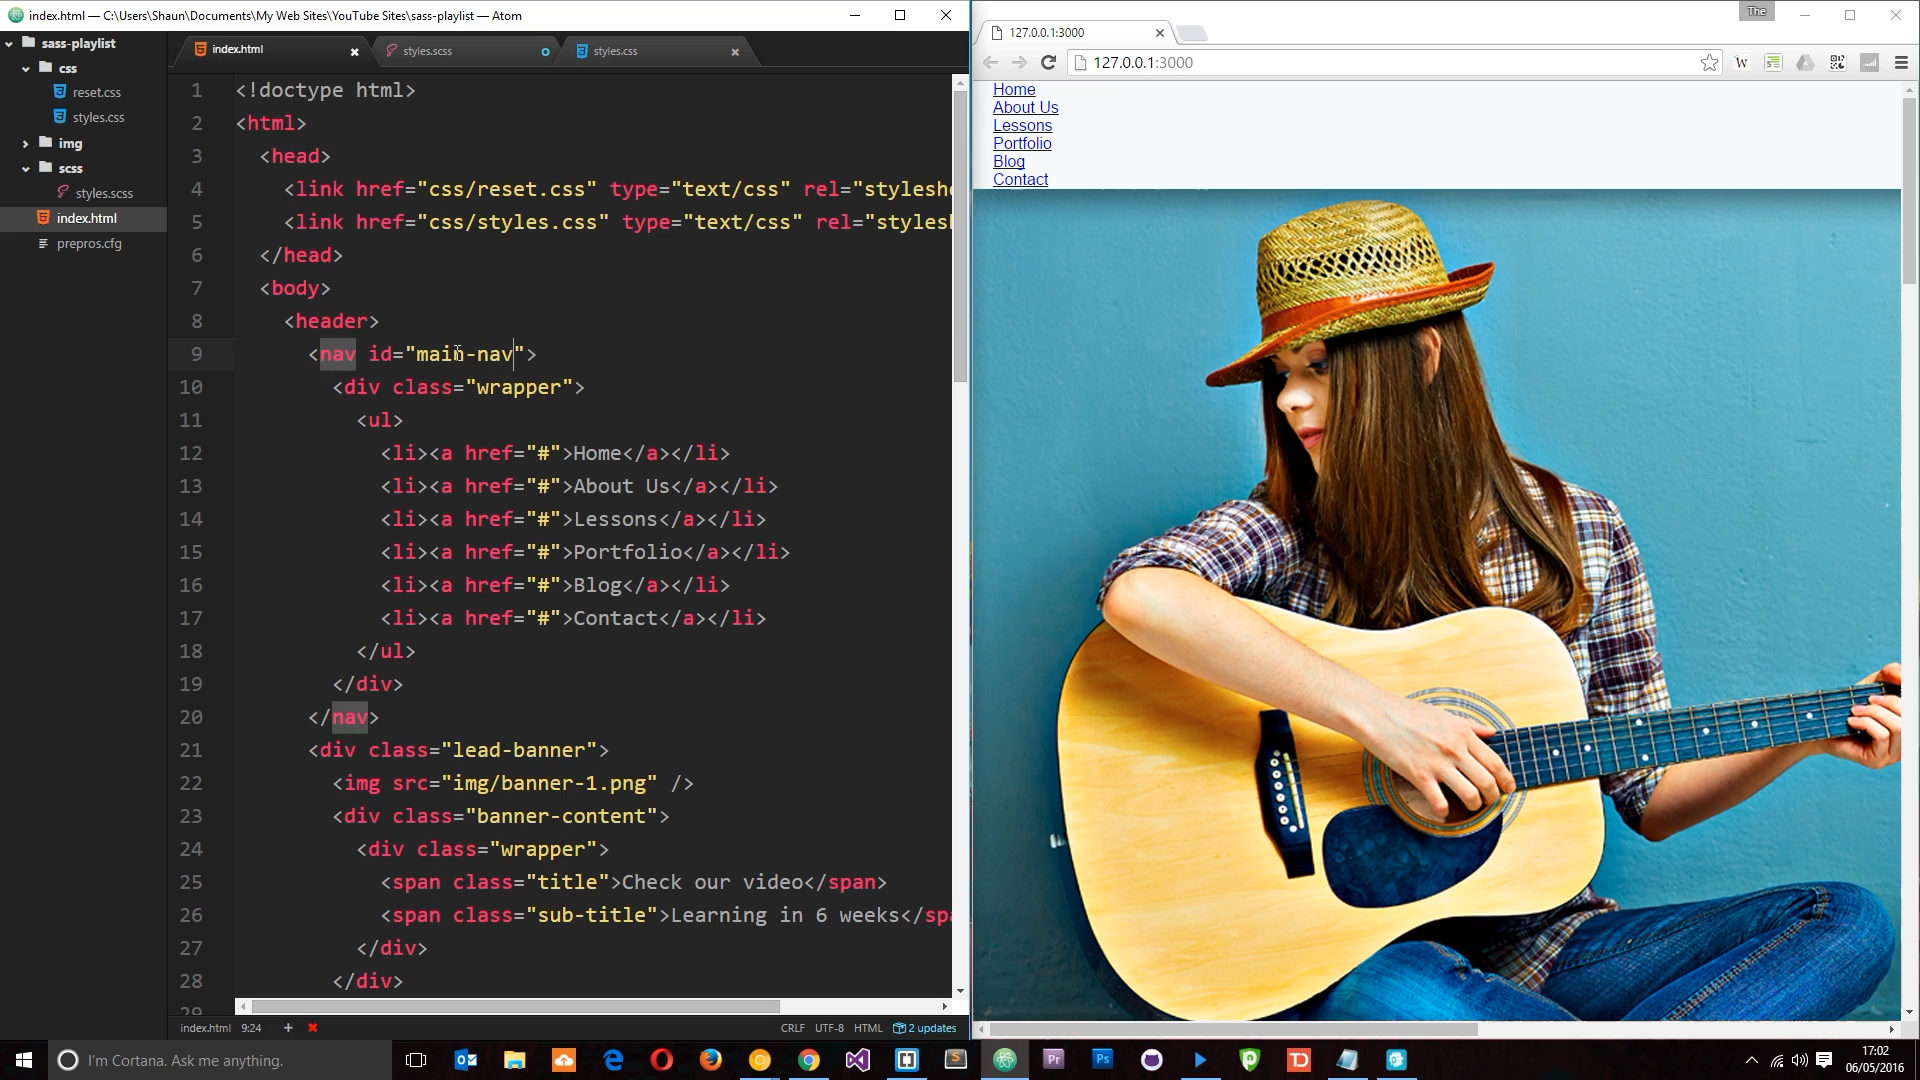 index.html — C:\Users\Shaun\Documents\My Web Sites\YouTube Sites\sass-playlist — Atom
sass-playlist
css
reset.css
styles.css
img
scss
styles.scss
index.html
prepros.cfg
index.html
styles.scss
styles.css
1 <!doctype html>
2 <html>
3 <head>
4 <link href="css/reset.css" type="text/css" rel="styleshe
5 <link href="css/styles.css" type="text/css" rel="stylesh
6 </head>
7 <body>
8 <header>
9 <nav id="main-nav">
10 <div class="wrapper">
11 <ul>
12 <li><a href="#">Home</a></li>
13 <li><a href="#">About Us</a></li>
14 <li><a href="#">Lessons</a></li>
15 <li><a href="#">Portfolio</a></li>
16 <li><a href="#">Blog</a></li>
17 <li><a href="#">Contact</a></li>
18 </ul>
19 </div>
20 </nav>
21 <div class="lead-banner">
22 <img src="img/banner-1.png" />
23 <div class="banner-content">
24 <div class="wrapper">
25 <span class="title">Check our video</span>
26 <span class="sub-title">Learning in 6 weeks</spa
27 </div>
28 </div>
29
index.html 9:24
CRLF UTF-8 HTML 2 updates
The
127.0.0.1:3000
127.0.0.1:3000
Home
About Us
Lessons
Portfolio
Blog
Contact
I'm Cortana. Ask me anything.
17:02
06/05/2016